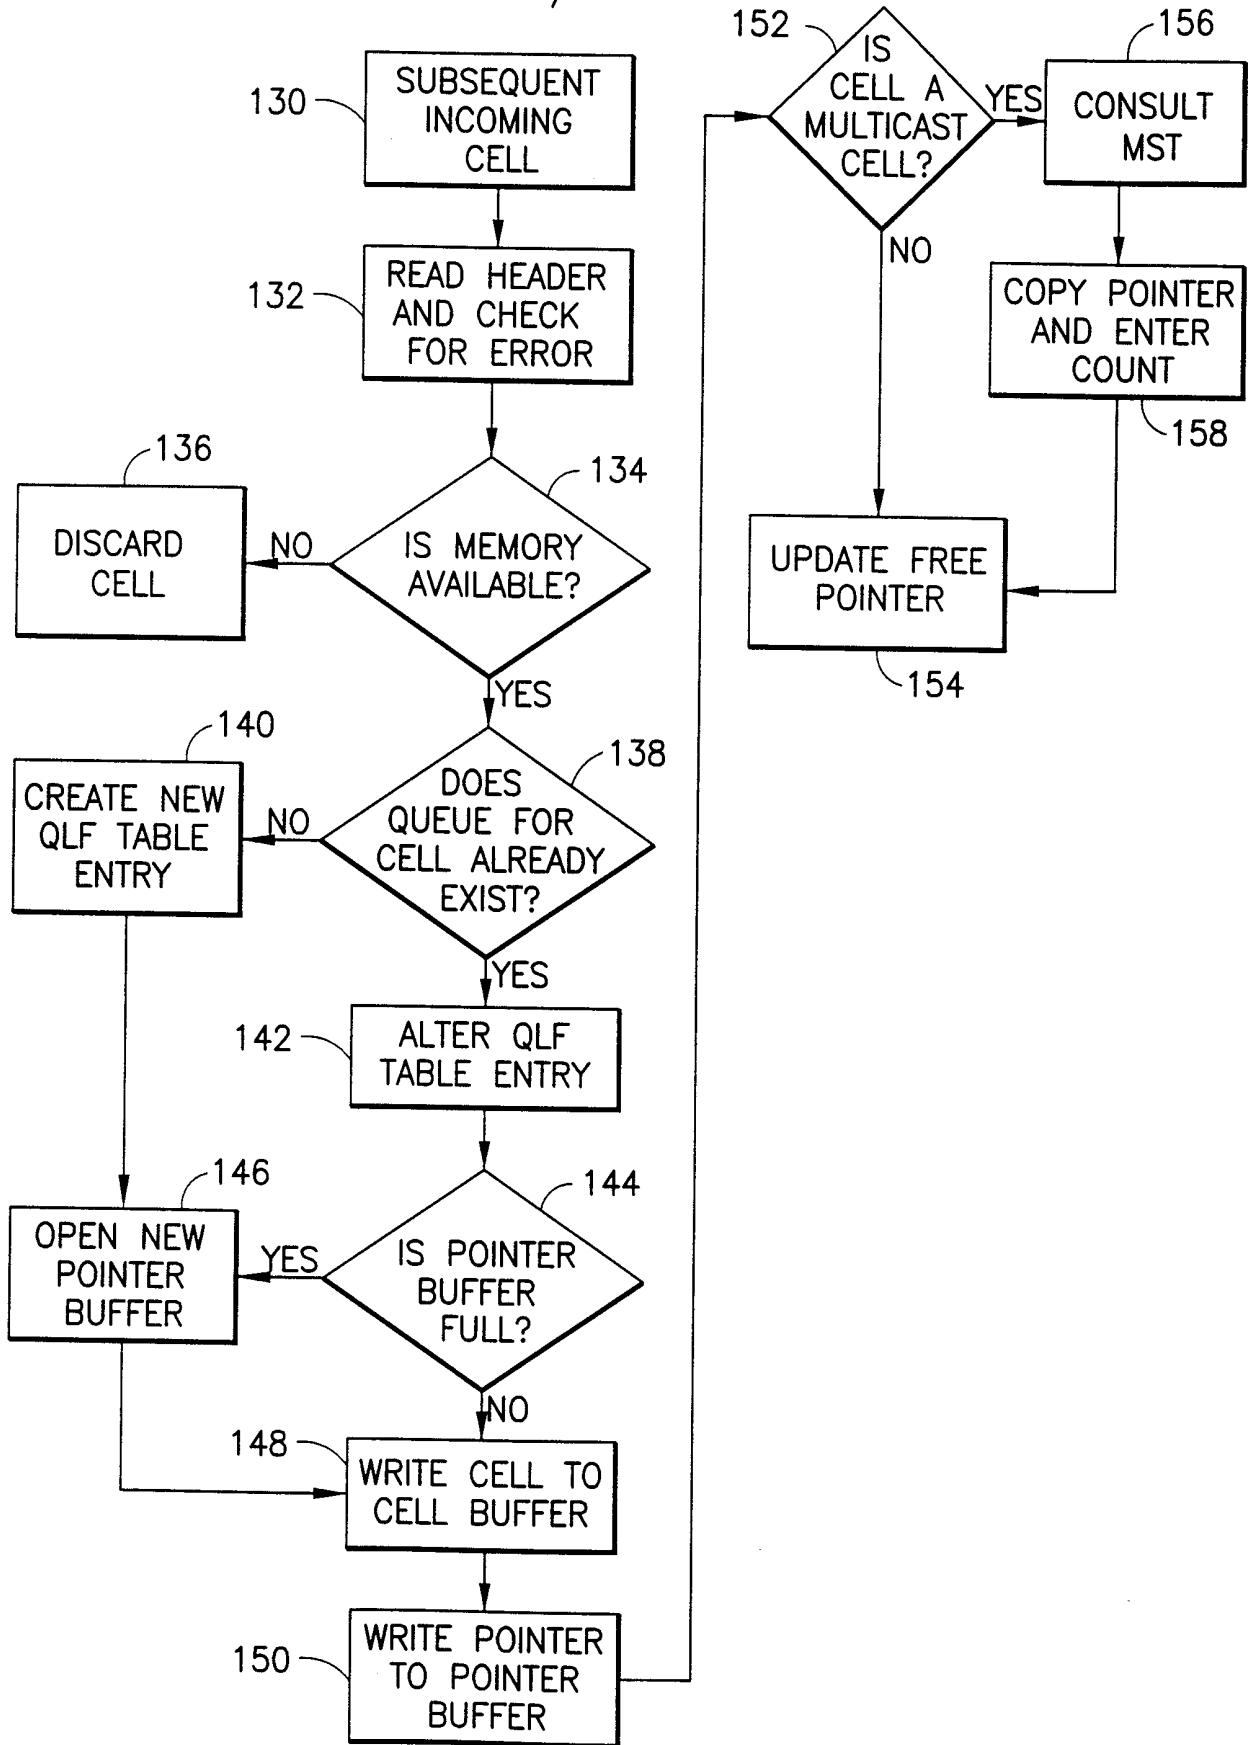 130
SUBSEQUENT
INCOMING
CELL
132
READ HEADER
AND CHECK
FOR ERROR
134
IS MEMORY
AVAILABLE?
NO
136
DISCARD
CELL
YES
138
DOES
QUEUE FOR
CELL ALREADY
EXIST?
NO
140
CREATE NEW
QLF TABLE
ENTRY
YES
142
ALTER QLF
TABLE ENTRY
144
IS POINTER
BUFFER
FULL?
YES
146
OPEN NEW
POINTER
BUFFER
NO
148
WRITE CELL TO
CELL BUFFER
150
WRITE POINTER
TO POINTER
BUFFER
152
IS
CELL A
MULTICAST
CELL?
YES
156
CONSULT
MST
NO
COPY POINTER
AND ENTER
COUNT
158
UPDATE FREE
POINTER
154